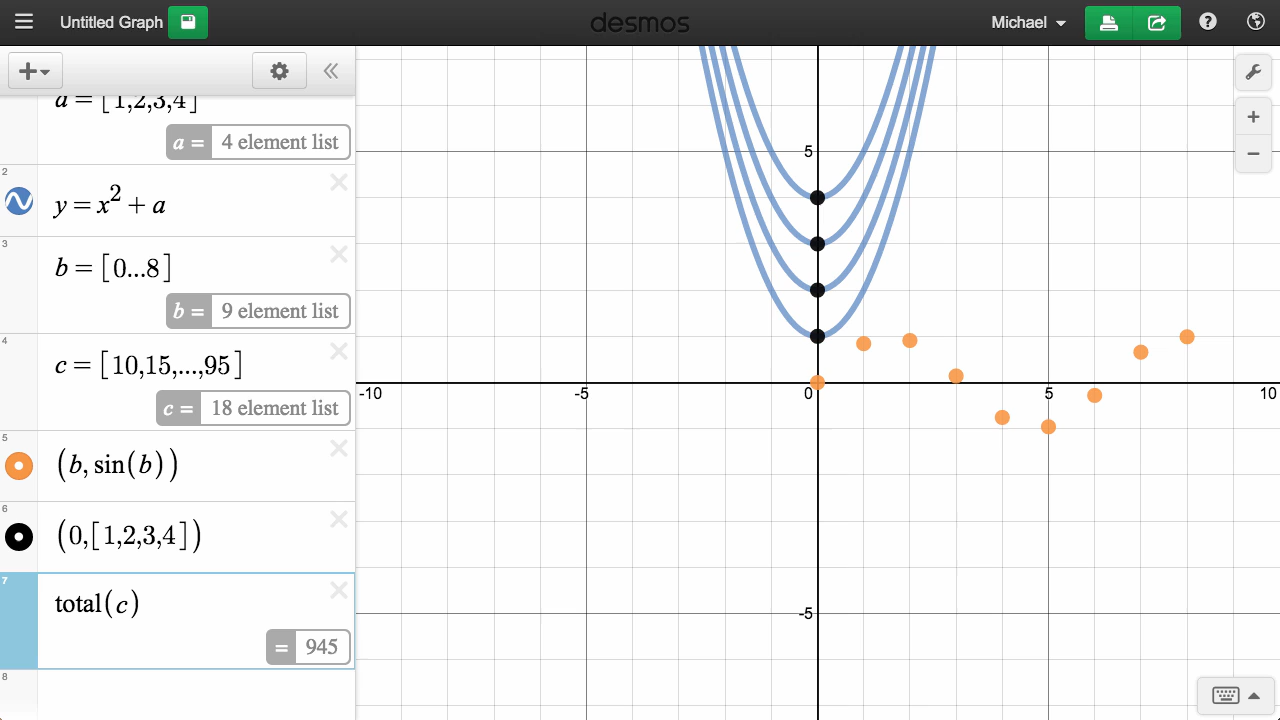 Untitled Graph
desmos
Michael
a = [1,2,3,4]
a = 4 element list
2
y = x² + a
3
b = [0...8]
b = 9 element list
4
c = [10,15,...,95]
c = 18 element list
5
(b, sin(b))
6
(0,[1,2,3,4])
7
total(c)
= 945
8
5
-10 -5 0 5 10
-5